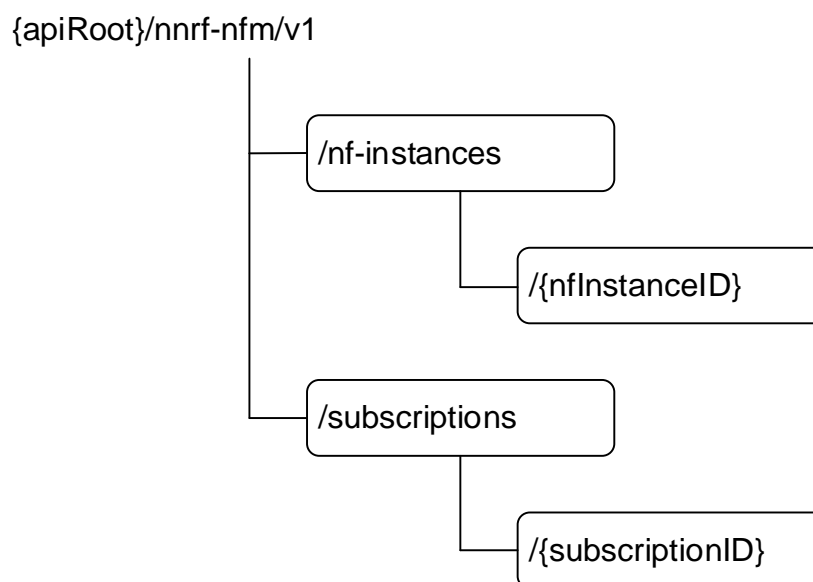 {apiRoot}/nnrf-nfm/v1
/nf-instances
/{nfInstanceID}
/subscriptions
/{subscriptionID}